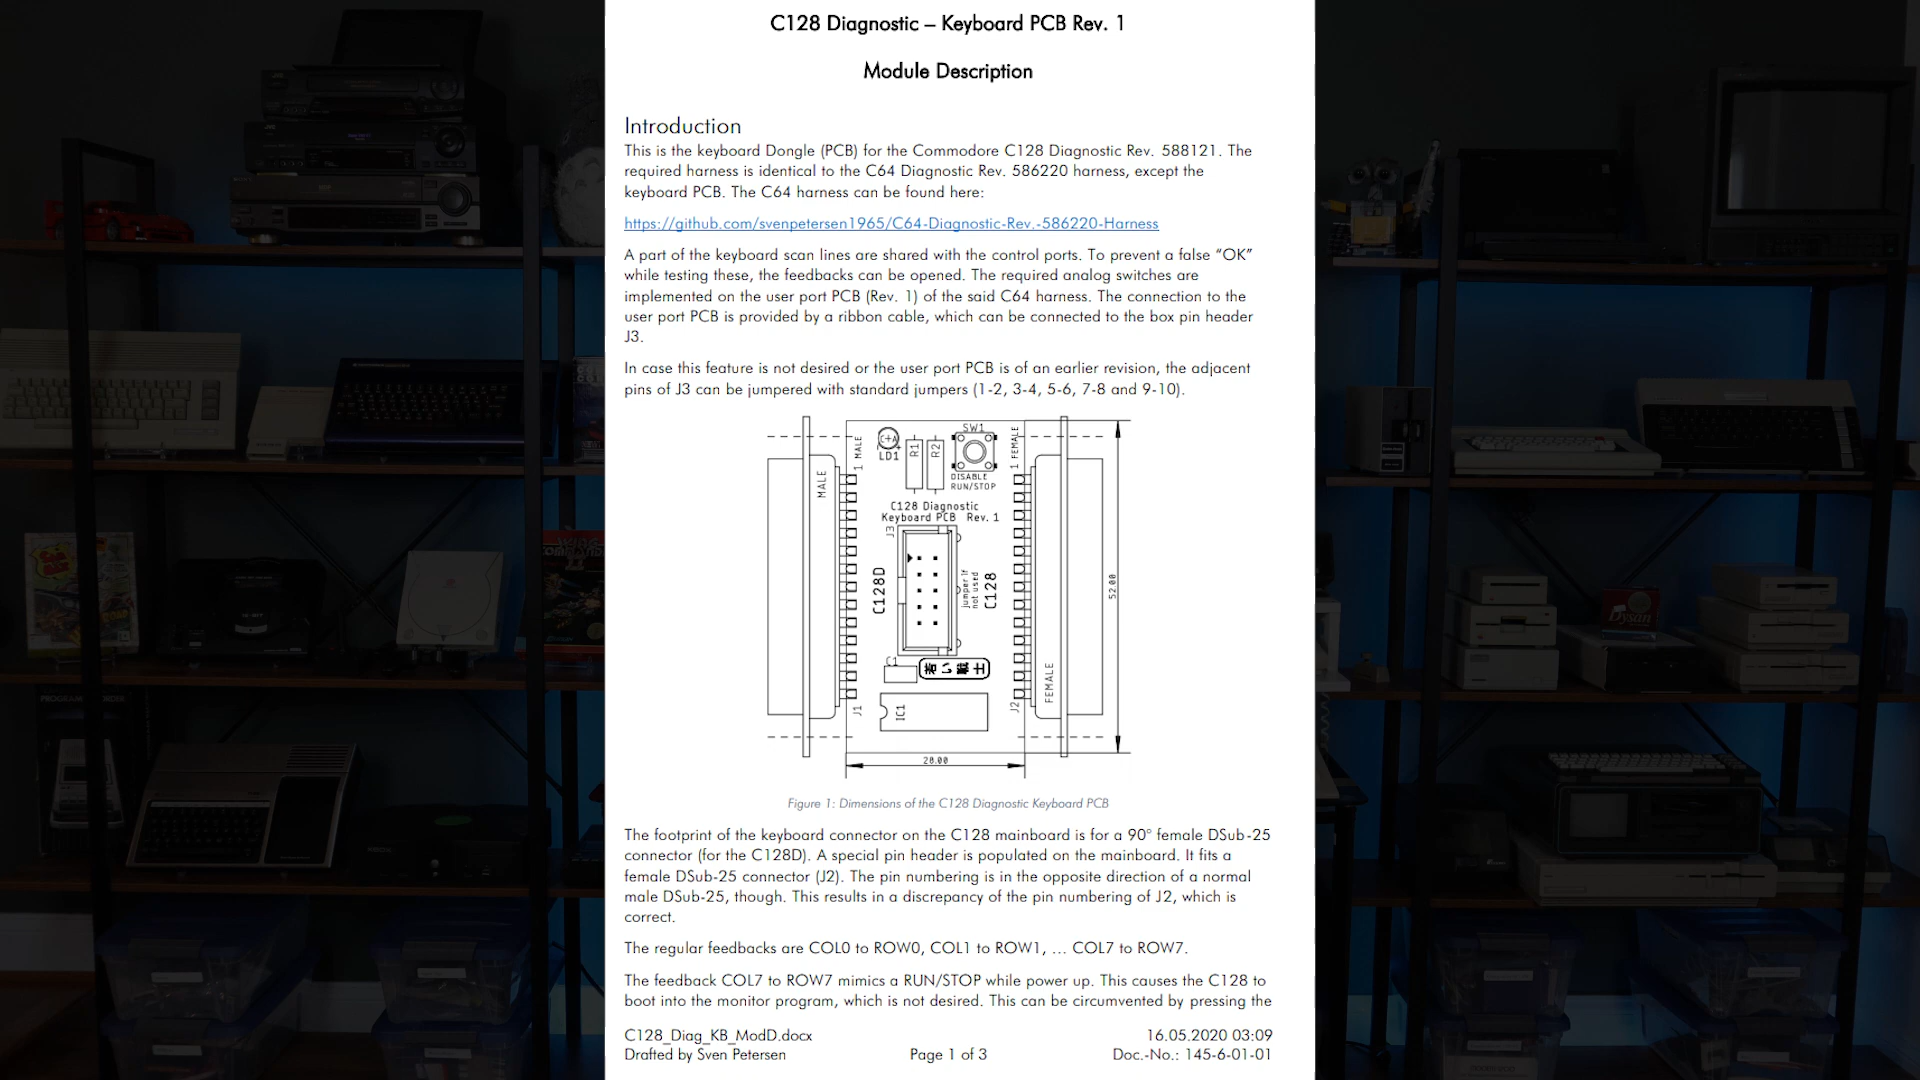 C128 Diagnostic – Keyboard PCB Rev. 1
Module Description
Introduction
This is the keyboard Dongle (PCB) for the Commodore C128 Diagnostic Rev. 588121. The
required harness is identical to the C64 Diagnostic Rev. 586220 harness, except the
keyboard PCB. The C64 harness can be found here:
https://github.com/svenpetersen1965/C64-Diagnostic-Rev.-586220-Harness
A part of the keyboard scan lines are shared with the control ports. To prevent a false “OK”
while testing these, the feedbacks can be opened. The required analog switches are
implemented on the user port PCB (Rev. 1) of the said C64 harness. The connection to the
user port PCB is provided by a ribbon cable, which can be connected to the box pin header
J3.
In case this feature is not desired or the user port PCB is of an earlier revision, the adjacent
pins of J3 can be jumpered with standard jumpers (1-2, 3-4, 5-6, 7-8 and 9-10).
1 MALE
MALE
C+A
LD1
R1
R2
SW1
DISABLE
RUN/STOP
1 FEMALE
C128 Diagnostic
Keyboard PCB Rev. 1
J3
C128D
jumper if
not used
C128
52.00
C1
若い戦士
FEMALE
J1
IC1
J2
28.00
Figure 1: Dimensions of the C128 Diagnostic Keyboard PCB
The footprint of the keyboard connector on the C128 mainboard is for a 90° female DSub-25
connector (for the C128D). A special pin header is populated on the mainboard. It fits a
female DSub-25 connector (J2). The pin numbering is in the opposite direction of a normal
male DSub-25, though. This results in a discrepancy of the pin numbering of J2, which is
correct.
The regular feedbacks are COL0 to ROW0, COL1 to ROW1, … COL7 to ROW7.
The feedback COL7 to ROW7 mimics a RUN/STOP while power up. This causes the C128 to
boot into the monitor program, which is not desired. This can be circumvented by pressing the
C128_Diag_KB_ModD.docx
16.05.2020 03:09
Drafted by Sven Petersen
Page 1 of 3
Doc.-No.: 145-6-01-01
Dysan